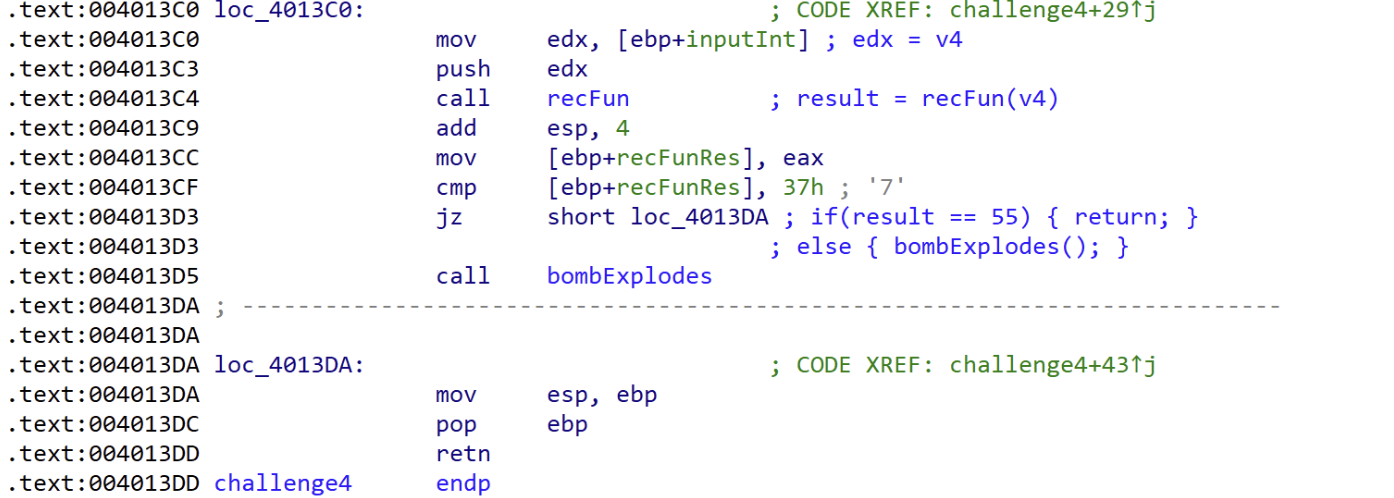 .text:004013C0 loc_4013C0: ; CODE XREF: challenge4+29↑j
.text:004013C0 mov edx, [ebp+inputInt] ; edx = v4
.text:004013C3 push edx
.text:004013C4 call recFun ; result = recFun(v4)
.text:004013C9 add esp, 4
.text:004013CC mov [ebp+recFunRes], eax
.text:004013CF cmp [ebp+recFunRes], 37h ; '7'
.text:004013D3 jz short loc_4013DA ; if(result == 55) { return; }
.text:004013D3 ; else { bombExplodes(); }
.text:004013D5 call bombExplodes
.text:004013DA ; ---------------------------------------------------------------------------
.text:004013DA
.text:004013DA loc_4013DA: ; CODE XREF: challenge4+43↑j
.text:004013DA mov esp, ebp
.text:004013DC pop ebp
.text:004013DD retn
.text:004013DD challenge4 endp